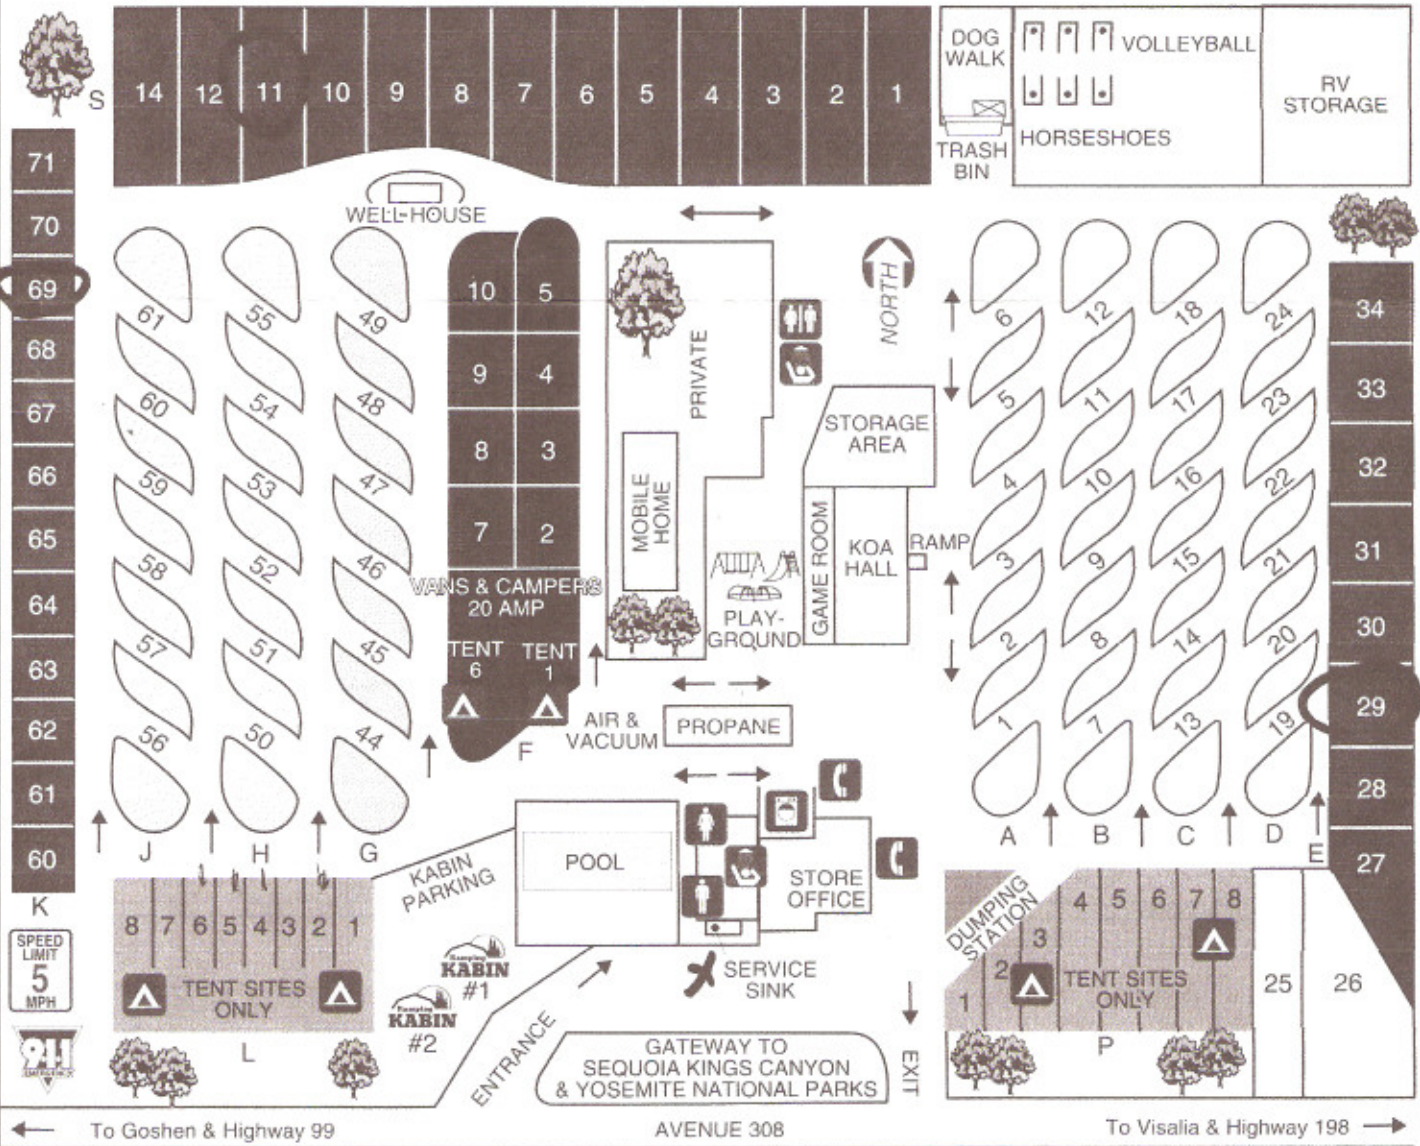 S
14 12 11 10 9 8 7 6 5 4 3 2 1
DOG
WALK
TRASH
BIN
VOLLEYBALL
HORSESHOES
RV
STORAGE
71
70
69
68
67
66
65
64
63
62
61
60
K
WELL-HOUSE
61
60
59
58
57
56
J
55
54
53
52
51
50
H
49
48
47
46
45
44
G
10 5
9 4
8 3
7 2
VANS & CAMPERS
20 AMP
TENT
6
TENT
1
F
PRIVATE
MOBILE
HOME
NORTH
STORAGE
AREA
GAME ROOM
KOA
HALL
RAMP
PLAY-
GROUND
AIR &
VACUUM
PROPANE
6
5
4
3
2
1
A
12
11
10
9
8
7
B
18
17
16
15
14
13
C
24
23
22
21
20
19
D
E
34
33
32
31
30
29
28
27
KABIN
PARKING
POOL
STORE
OFFICE
SERVICE
SINK
8 7 6 5 4 3 2 1
TENT SITES
ONLY
L
Kamping
KABIN
#1
Kamping
KABIN
#2
DUMPING
STATION
1 2 3 4 5 6 7 8
TENT SITES
ONLY
P
25
26
SPEED
LIMIT
5
MPH
911
EMERGENCY
ENTRANCE
GATEWAY TO
SEQUOIA KINGS CANYON
& YOSEMITE NATIONAL PARKS
EXIT
To Goshen & Highway 99
AVENUE 308
To Visalia & Highway 198